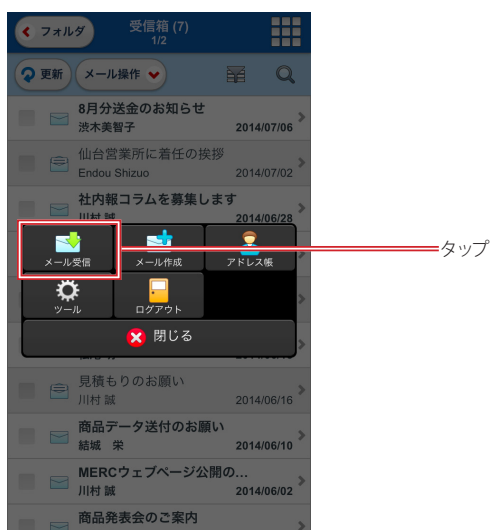 フォルダ
受信箱 (7)
1/2
更新
メール操作
8月分送金のお知らせ
渋木美智子
2014/07/06
仙台営業所に着任の挨拶
Endou Shizuo
2014/07/02
社内報コラムを募集します
川村 誠
2014/06/28
メール受信
メール作成
アドレス帳
タップ
ツール
ログアウト
閉じる
見積もりのお願い
川村 誠
2014/06/16
商品データ送付のお願い
結城 栄
2014/06/10
MERCウェブページ公開の...
川村 誠
2014/06/02
商品発表会のご案内